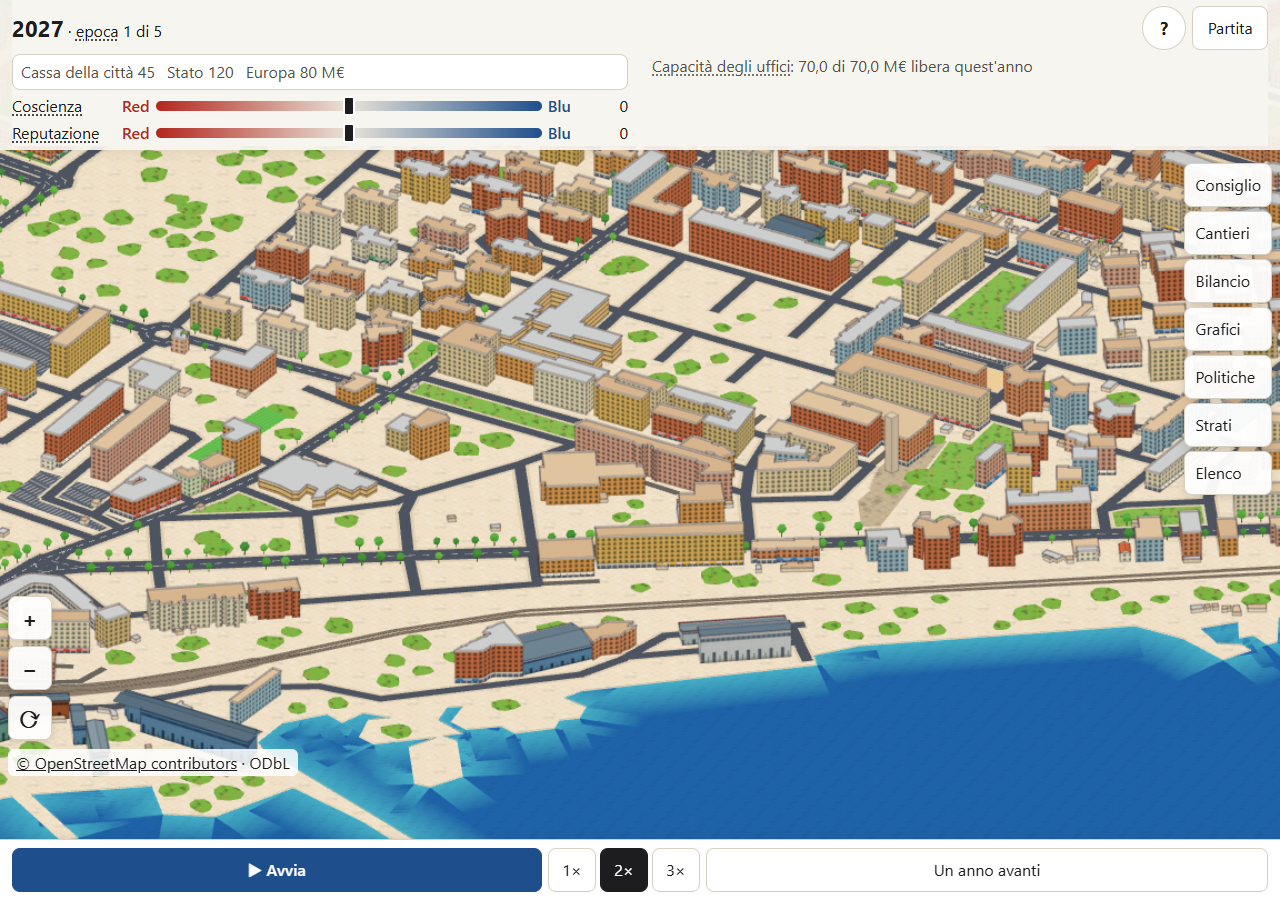 2027 · epoca 1 di 5
?
Partita
Cassa della città 45 Stato 120 Europa 80 M€
Capacità degli uffici: 70,0 di 70,0 M€ libera quest'anno
Coscienza Red Blu 0
Reputazione Red Blu 0
Consiglio
Cantieri
Bilancio
Grafici
Politiche
Strati
Elenco
+
−
© OpenStreetMap contributors · ODbL
▶ Avvia
1×
2×
3×
Un anno avanti